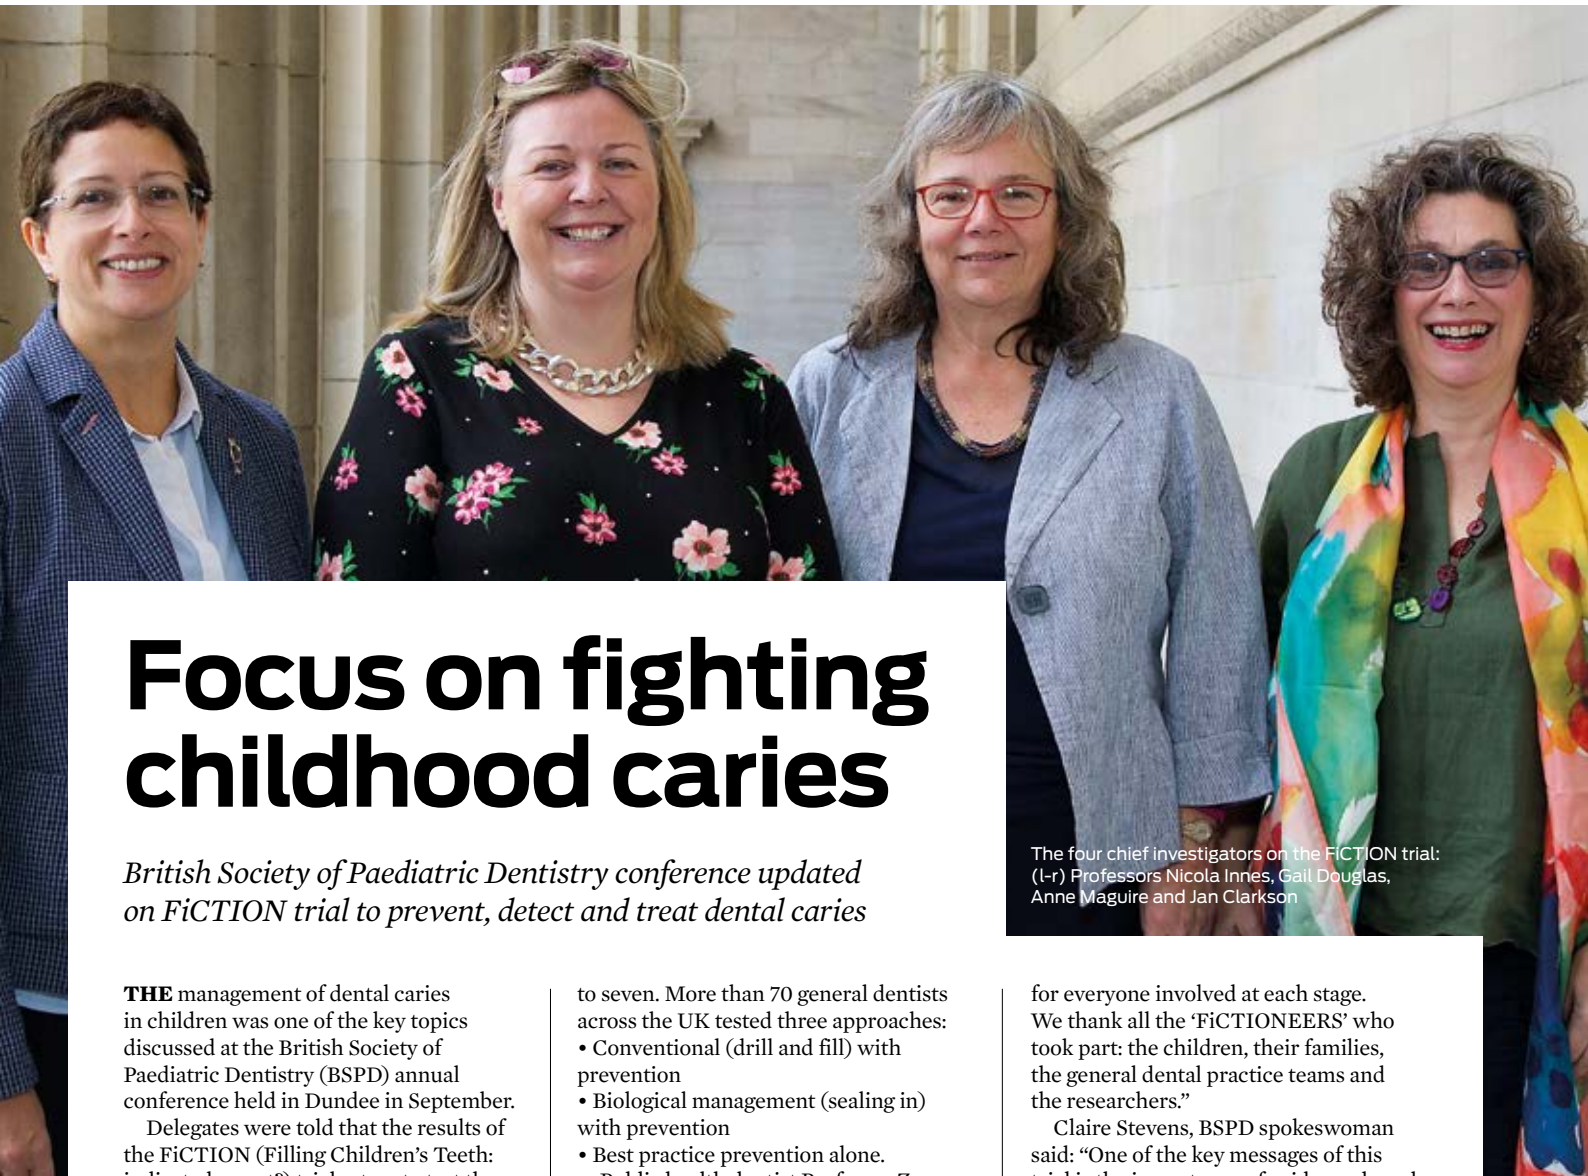 Focus on fighting
childhood caries
British Society of Paediatric Dentistry conference updated
on FiCTION trial to prevent, detect and treat dental caries
The four chief investigators on the FiCTION trial:
(l-r) Professors Nicola Innes, Gail Douglas,
Anne Maguire and Jan Clarkson
THE management of dental caries
in children was one of the key topics
discussed at the British Society of
Paediatric Dentistry (BSPD) annual
conference held in Dundee in September.
Delegates were told that the results of
the FiCTION (Filling Children’s Teeth:
to seven. More than 70 general dentists
across the UK tested three approaches:
• Conventional (drill and fill) with
prevention
• Biological management (sealing in)
with prevention
• Best practice prevention alone.
for everyone involved at each stage.
We thank all the ‘FiCTIONEERS’ who
took part: the children, their families,
the general dental practice teams and
the researchers.”
Claire Stevens, BSPD spokeswoman
said: “One of the key messages of this